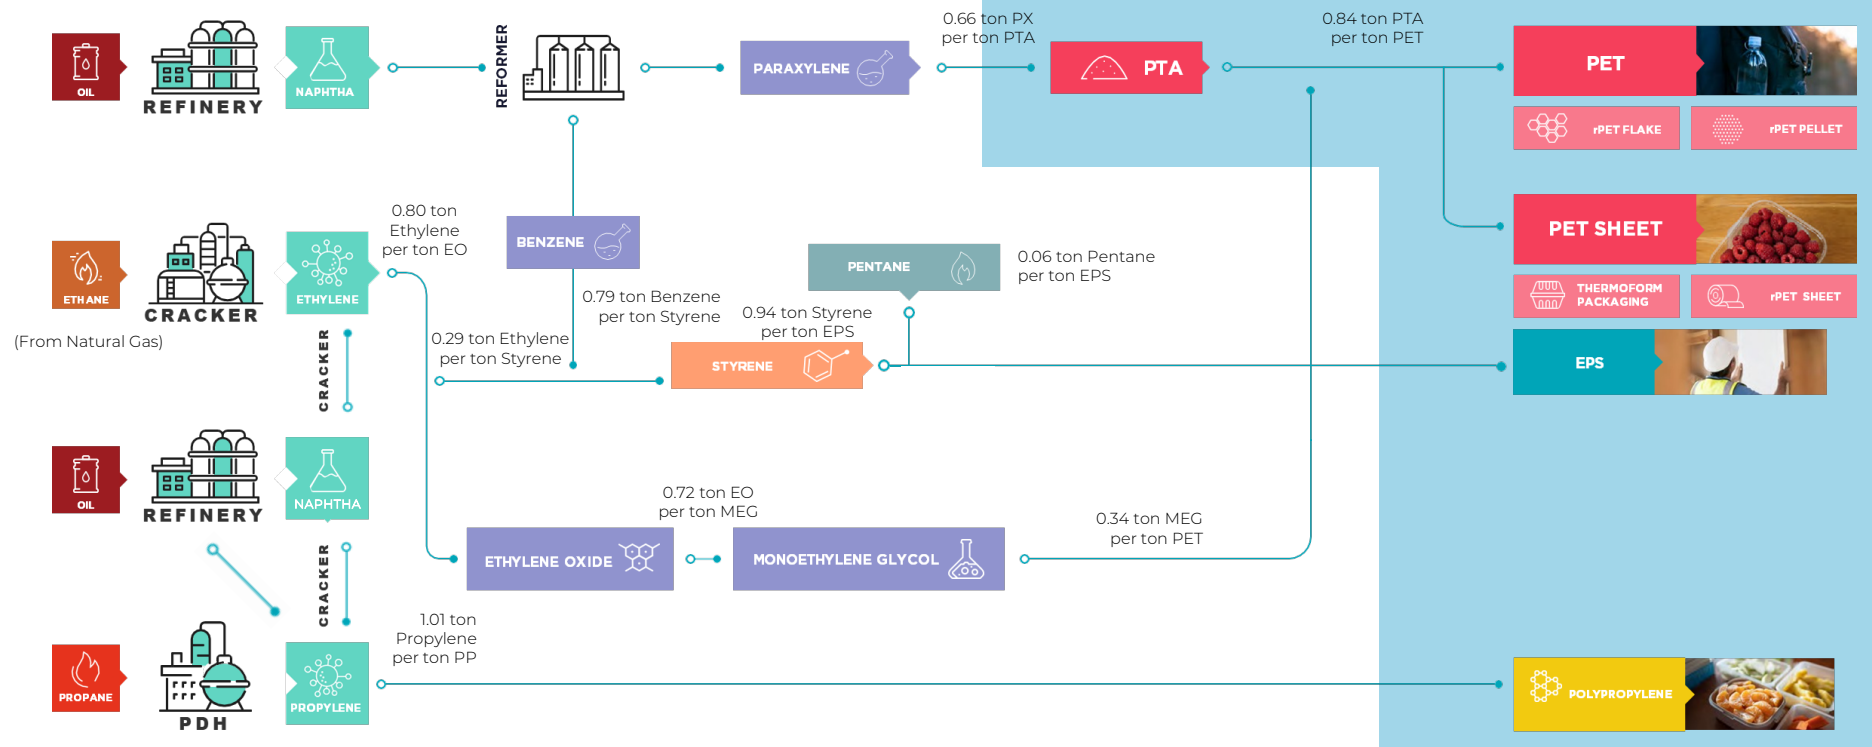 0.66 ton PX
per ton PTA
0.84 ton PTA
per ton PET
OIL
REFINERY
NAPHTHA
REFORMER
PARAXYLENE
PTA
PET
rPET FLAKE
rPET PELLET
0.80 ton
Ethylene
per ton EO
BENZENE
PET SHEET
ETHANE
CRACKER
ETHYLENE
PENTANE
0.06 ton Pentane
per ton EPS
THERMOFORM
PACKAGING
rPET SHEET
(From Natural Gas)
CRACKER
0.79 ton Benzene
per ton Styrene
0.94 ton Styrene
per ton EPS
0.29 ton Ethylene
per ton Styrene
STYRENE
EPS
OIL
REFINERY
NAPHTHA
0.72 ton EO
per ton MEG
0.34 ton MEG
per ton PET
CRACKER
ETHYLENE OXIDE
MONOETHYLENE GLYCOL
1.01 ton
Propylene
per ton PP
PROPANE
PDH
PROPYLENE
POLYPROPYLENE